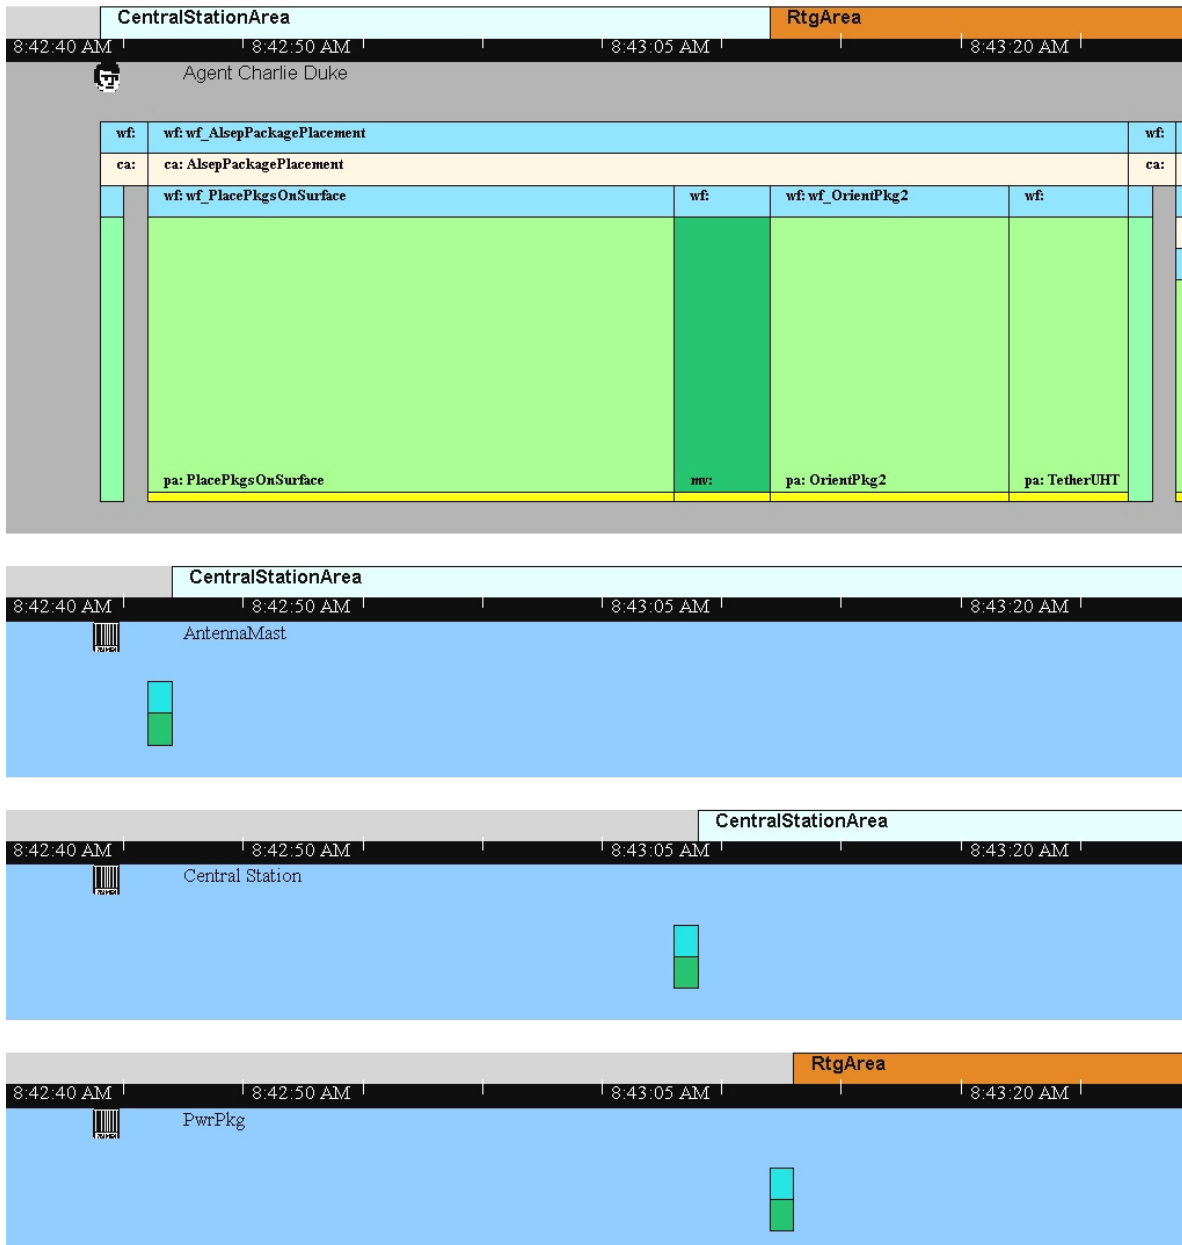 CentralStationArea RtgArea
8:42:40 AM 8:42:50 AM 8:43:05 AM 8:43:20 AM
Agent Charlie Duke
wf: wf: wf_AlsepPackagePlacement wf:
ca: ca: AlsepPackagePlacement ca:
wf: wf_PlacePkgsOnSurface wf: wf: wf_OrientPkg2 wf:
pa: PlacePkgsOnSurface mv: pa: OrientPkg2 pa: TetherUHT
CentralStationArea
8:42:40 AM 8:42:50 AM 8:43:05 AM 8:43:20 AM
AntennaMast
CentralStationArea
8:42:40 AM 8:42:50 AM 8:43:05 AM 8:43:20 AM
Central Station
RtgArea
8:42:40 AM 8:42:50 AM 8:43:05 AM 8:43:20 AM
PwrPkg